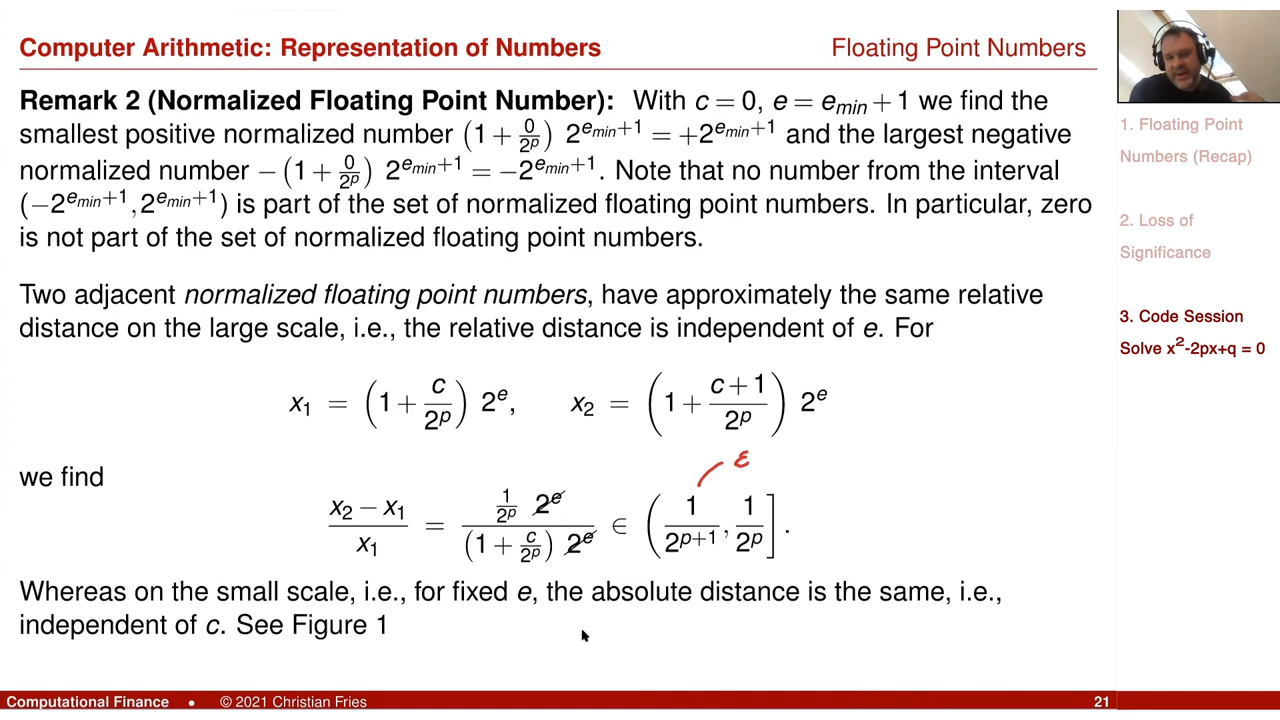 Computer Arithmetic: Representation of Numbers
Floating Point Numbers
Remark 2 (Normalized Floating Point Number): With c = 0, e = e_min + 1 we find the
smallest positive normalized number (1 + 0/2^p) 2^(e_min+1) = +2^(e_min+1) and the largest negative
normalized number −(1 + 0/2^p) 2^(e_min+1) = −2^(e_min+1). Note that no number from the interval
(−2^(e_min+1), 2^(e_min+1)) is part of the set of normalized floating point numbers. In particular, zero
is not part of the set of normalized floating point numbers.
Two adjacent normalized floating point numbers, have approximately the same relative
distance on the large scale, i.e., the relative distance is independent of e. For
x₁ = (1 + c/2^p) 2^e, x₂ = (1 + (c+1)/2^p) 2^e
we find
ε
(x₂ − x₁)/x₁ = (1/2^p 2^e)/((1 + c/2^p) 2^e) ∈ (1/2^(p+1), 1/2^p].
Whereas on the small scale, i.e., for fixed e, the absolute distance is the same, i.e.,
independent of c. See Figure 1
1. Floating Point
Numbers (Recap)
2. Loss of
Significance
3. Code Session
Solve x²-2px+q = 0
Computational Finance • © 2021 Christian Fries
21